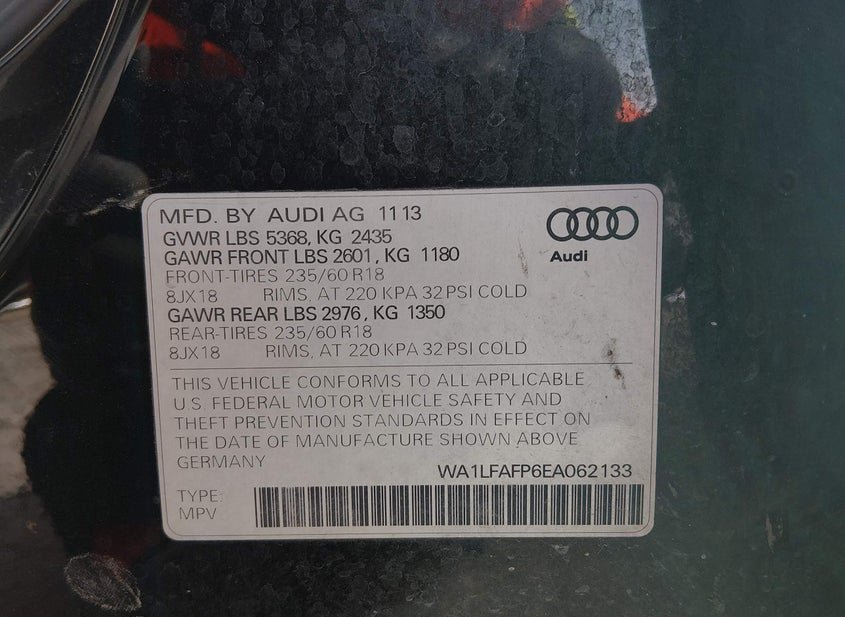 MFD. BY AUDI AG 11 13
GVWR LBS 5368, KG 2435
GAWR FRONT LBS 2601, KG 1180
FRONT-TIRES 235/60 R18
8JX18 RIMS, AT 220 KPA 32 PSI COLD
GAWR REAR LBS 2976, KG 1350
REAR-TIRES 235/60 R18
8JX18 RIMS, AT 220 KPA 32 PSI COLD
Audi
THIS VEHICLE CONFORMS TO ALL APPLICABLE
U.S. FEDERAL MOTOR VEHICLE SAFETY AND
THEFT PREVENTION STANDARDS IN EFFECT ON
THE DATE OF MANUFACTURE SHOWN ABOVE
GERMANY
WA1LFAFP6EA062133
TYPE:
MPV